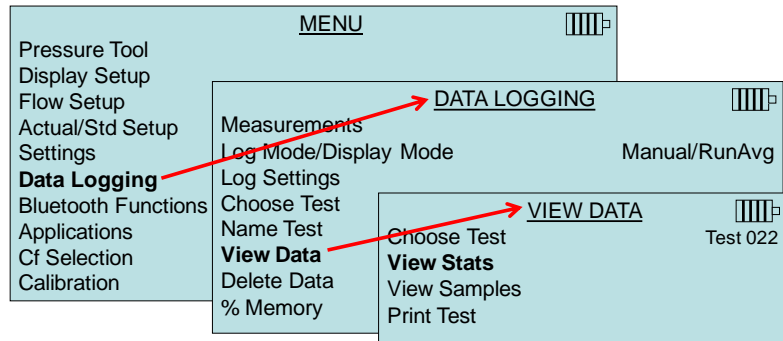 MENU
Pressure Tool
Display Setup
Flow Setup
Actual/Std Setup
Settings
Data Logging
Bluetooth Functions
Applications
Cf Selection
Calibration
DATA LOGGING
Measurements
Log Mode/Display Mode Manual/RunAvg
Log Settings
Choose Test
Name Test
View Data
Delete Data
% Memory
VIEW DATA
Choose Test Test 022
View Stats
View Samples
Print Test